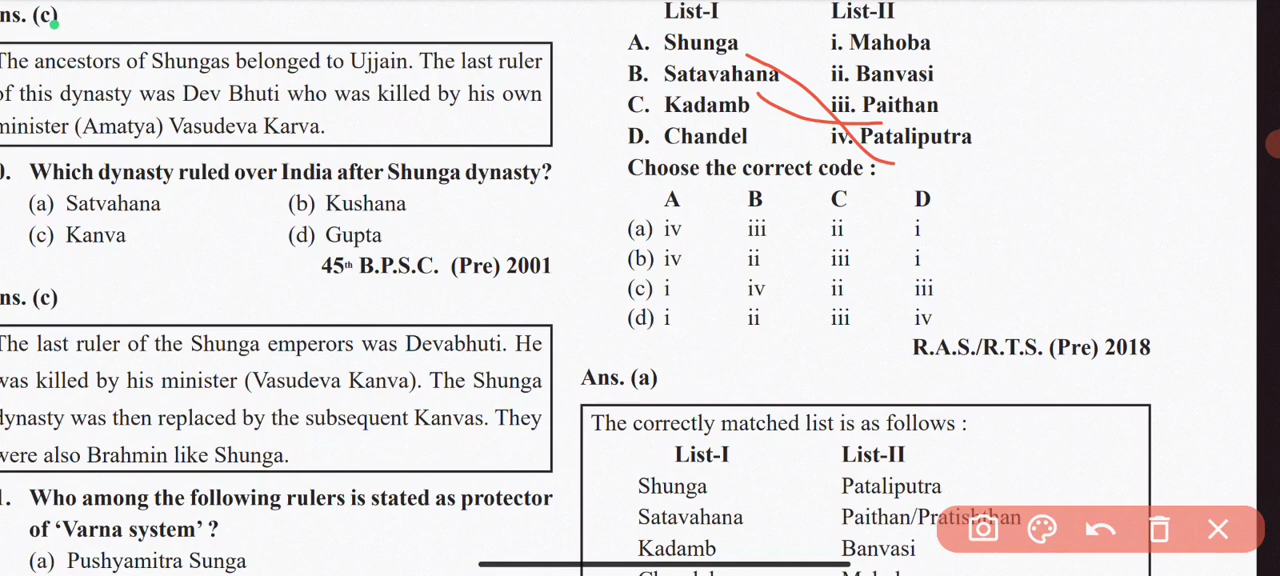 ns. (c)
The ancestors of Shungas belonged to Ujjain. The last ruler
of this dynasty was Dev Bhuti who was killed by his own
minister (Amatya) Vasudeva Karva.
0. Which dynasty ruled over India after Shunga dynasty?
(a) Satvahana (b) Kushana
(c) Kanva (d) Gupta
45th B.P.S.C. (Pre) 2001
ns. (c)
The last ruler of the Shunga emperors was Devabhuti. He
was killed by his minister (Vasudeva Kanva). The Shunga
dynasty was then replaced by the subsequent Kanvas. They
were also Brahmin like Shunga.
1. Who among the following rulers is stated as protector
of ‘Varna system’ ?
(a) Pushyamitra Sunga
List-I List-II
A. Shunga i. Mahoba
B. Satavahana ii. Banvasi
C. Kadamb iii. Paithan
D. Chandel iv. Pataliputra
Choose the correct code :
A B C D
(a) iv iii ii i
(b) iv ii iii i
(c) i iv ii iii
(d) i ii iii iv
R.A.S./R.T.S. (Pre) 2018
Ans. (a)
The correctly matched list is as follows :
List-I List-II
Shunga Pataliputra
Satavahana Paithan/Pratishthan
Kadamb Banvasi